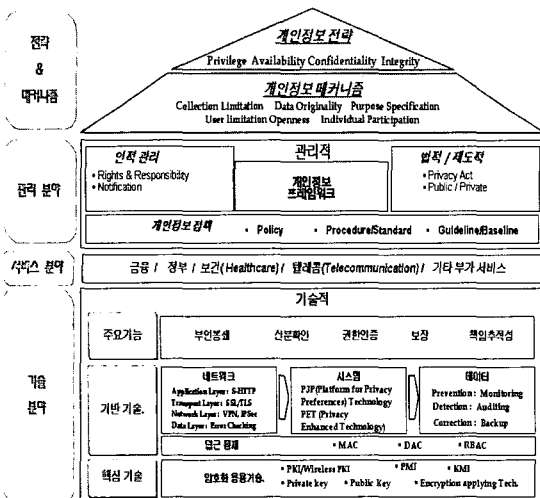 전략
&
메커니즘
개인정보 전략
Privilege Availability Confidentiality Integrity
개인정보 메커니즘
Collection Limitation Data Originality Purpose Specification
User limitation Openness Individual Participation
관리 분야
인적 관리
• Rights & Responsibility
• Notification
관리적
개인정보
프레임워크
법적 / 제도적
• Privacy Act
• Public / Private
개인정보 정책 • Policy • Procedure/Standard • Guideline/Baseline
서비스 분야
금융 / 정부 / 보건(Healthcare) / 텔레콤(Telecommunication) / 기타 부가 서비스
기술
분야
기술적
주요기능
부인봉쇄 신분확인 권한인증 보장 책임추적성
기반 기술.
네트워크
Application Layer : S-HTTP
Transport Layer : SSL/TLS
Network Layer : VPN, IPSec
Data Layer : Error Checking
시스템
PJP(Platform for Privacy
Preferences) Technology
PET (Privacy
Enhanced Technology)
데이터
Prevention : Monitoring
Detection : Auditing
Correction : Backup
접근 통제 • MAC • DAC • RBAC
핵심 기술
암호화 응용기술.
• PKI/Wireless PKI • PMI • KMI
• Private key • Public Key • Encryption applying Tech.